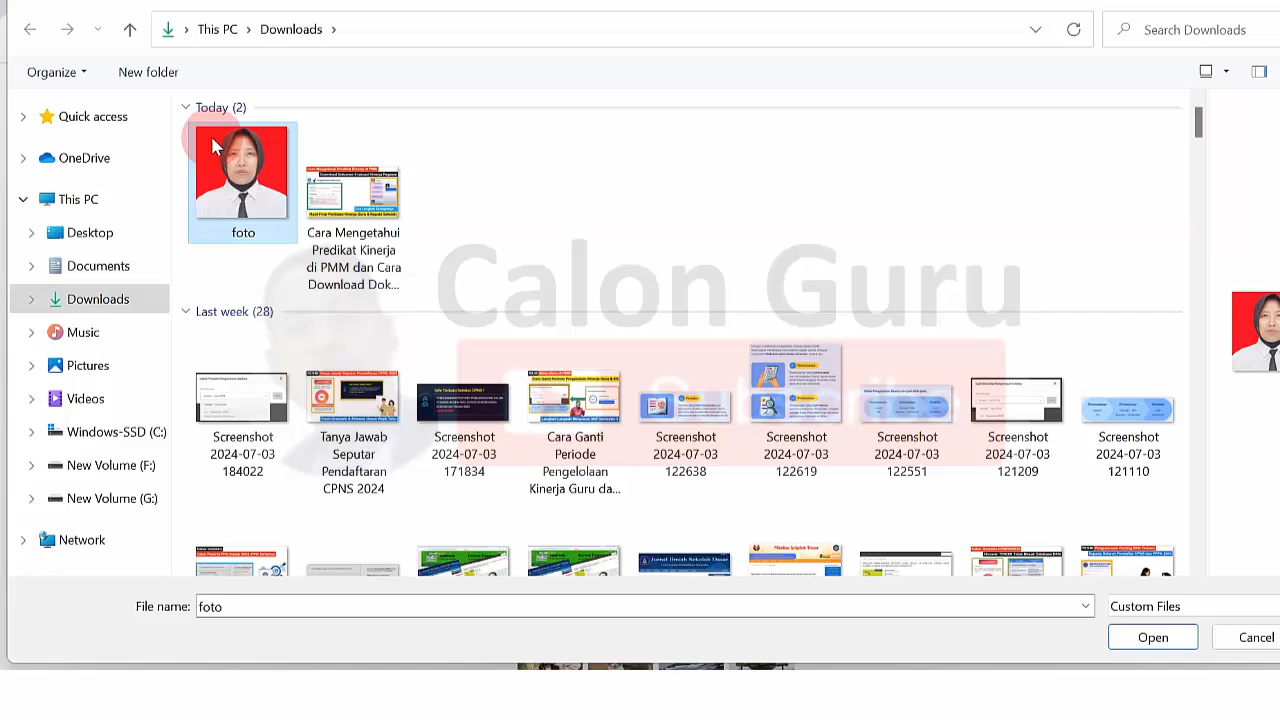 This PC > Downloads >
Search Downloads
Organize
New folder
Quick access
OneDrive
This PC
Desktop
Documents
Downloads
Music
Pictures
Videos
Windows-SSD (C:)
New Volume (F:)
New Volume (G:)
Network
Today (2)
foto
Cara Mengetahui
Predikat Kinerja
di PMM dan Cara
Download Dok...
Calon Guru
Last week (28)
Screenshot
2024-07-03
184022
Tanya Jawab
Seputar
Pendaftaran
CPNS 2024
Screenshot
2024-07-03
171834
Cara Ganti
Periode
Pengelolaan
Kinerja Guru da...
Screenshot
2024-07-03
122638
Screenshot
2024-07-03
122619
Screenshot
2024-07-03
122551
Screenshot
2024-07-03
121209
Screenshot
2024-07-03
121110
File name:
foto
Custom Files
Open
Cancel